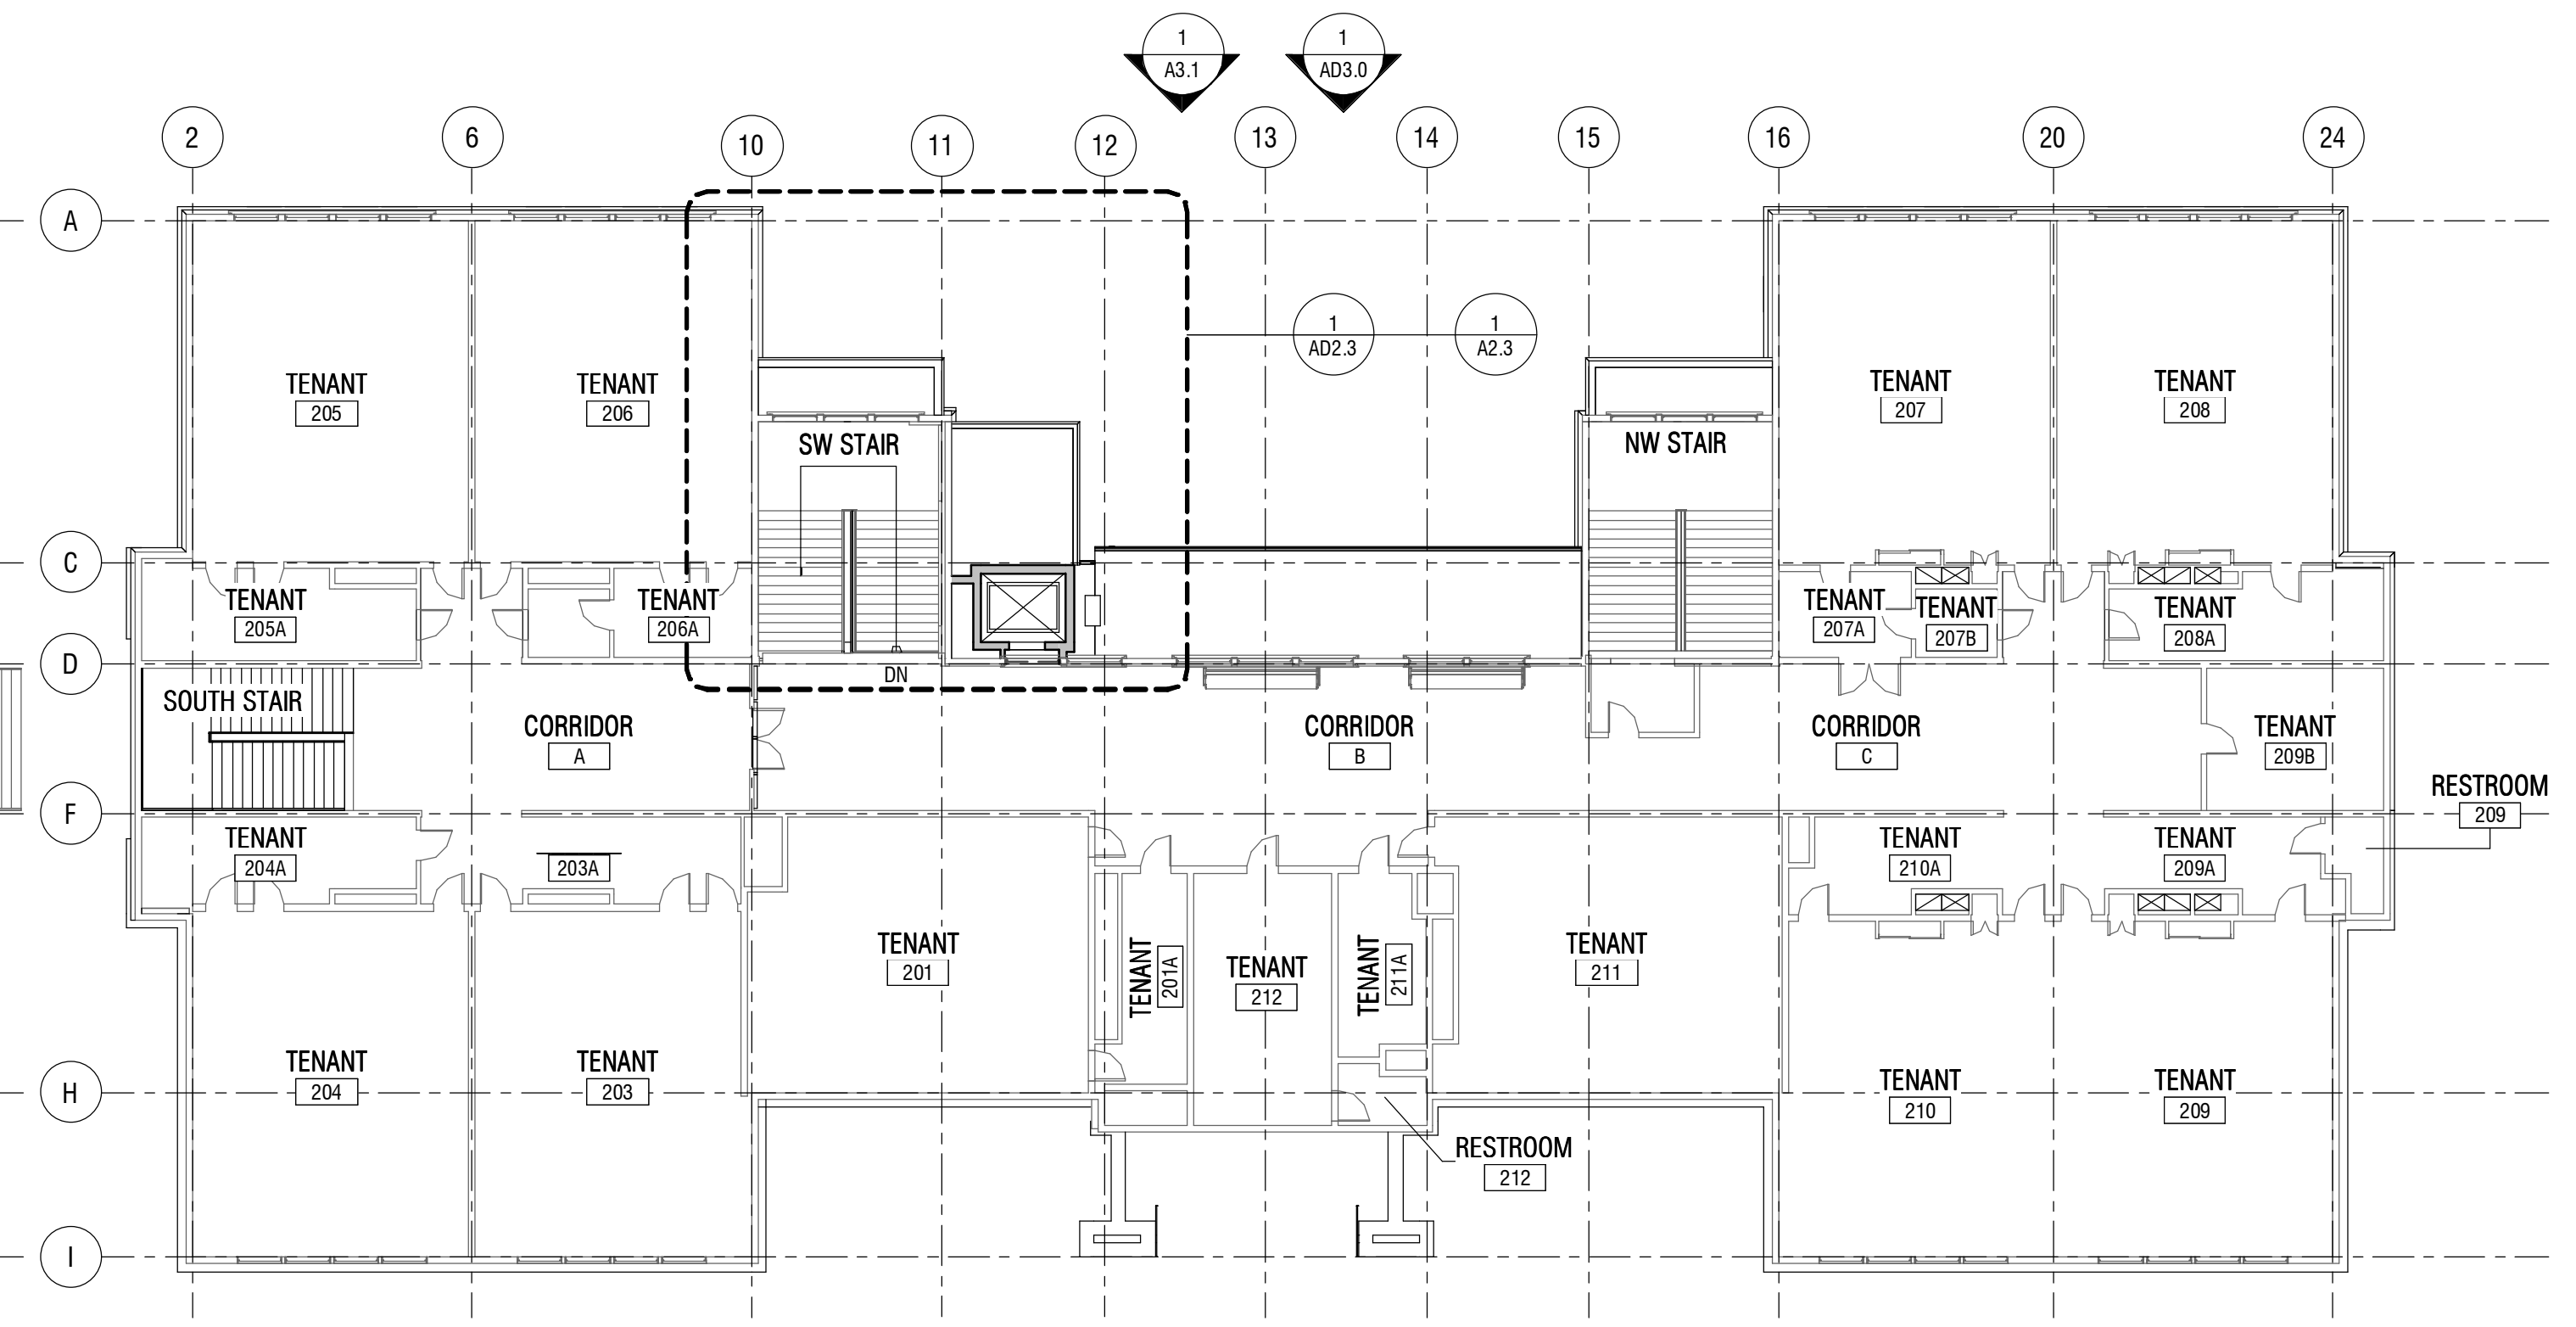 1
A3.1
1
AD3.0
2
6
10
11
12
13
14
15
16
20
24
A
1
AD2.3
1
A2.3
TENANT
205
TENANT
206
TENANT
207
TENANT
208
SW STAIR
NW STAIR
C
TENANT
205A
TENANT
206A
TENANT
207A
TENANT
207B
TENANT
208A
D
DN
SOUTH STAIR
CORRIDOR
A
CORRIDOR
B
CORRIDOR
C
TENANT
209B
RESTROOM
209
F
TENANT
204A
203A
TENANT
210A
TENANT
209A
TENANT
201
TENANT
201A
TENANT
212
TENANT
211A
TENANT
211
H
TENANT
204
TENANT
203
TENANT
210
TENANT
209
RESTROOM
212
I